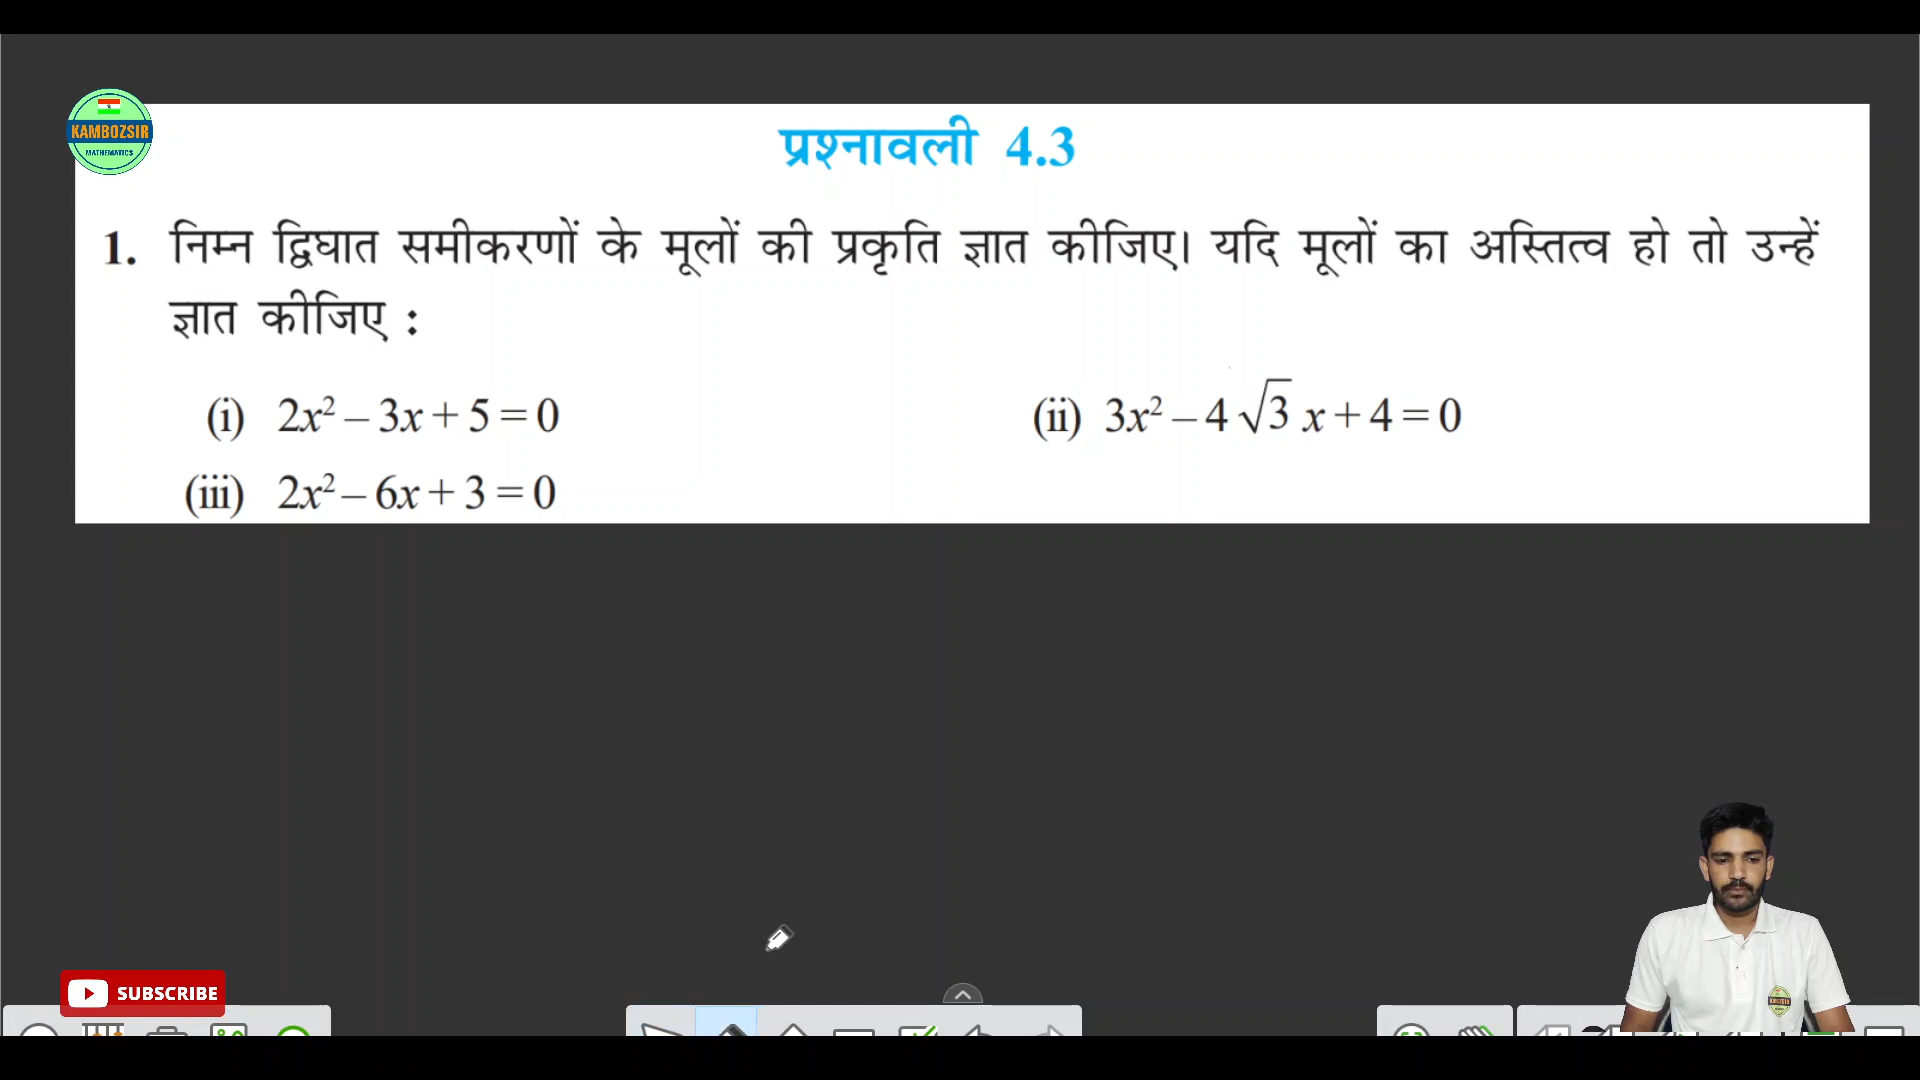 KAMBOZSIR
MATHEMATICS
प्रश्नावली 4.3
1. निम्न द्विघात समीकरणों के मूलों की प्रकृति ज्ञात कीजिए। यदि मूलों का अस्तित्व हो तो उन्हें
ज्ञात कीजिए :
(i) 2x² – 3x + 5 = 0
(ii) 3x² – 4√3 x + 4 = 0
(iii) 2x² – 6x + 3 = 0
SUBSCRIBE